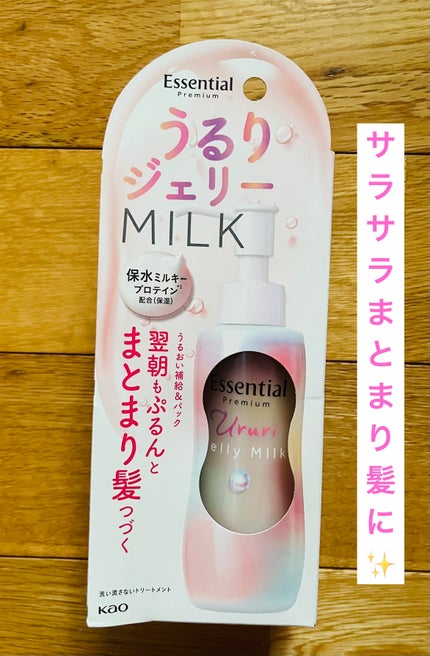 Essential
Premium
うるり
ジェリー
MILK
保水ミルキー
プロテイン*1
配合(保湿)
うるおい補給&パック
翌朝もぷるんと
まとまり髪つづく
Essential
Premium
Ururi
elly Milk
洗い流さないトリートメント
Kao
サラサラまとまり髪に✨